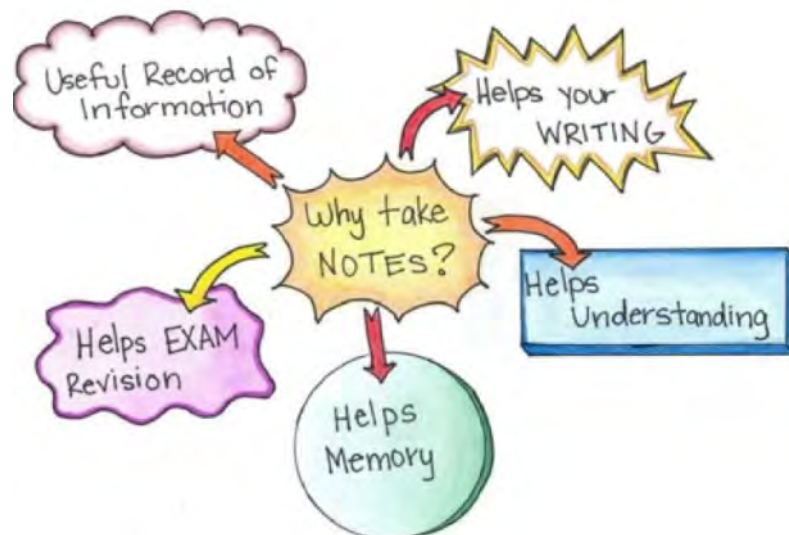 Useful Record of
Information
Helps your
WRITING
Why take
NOTES?
Helps
Understanding
Helps EXAM
Revision
Helps
Memory